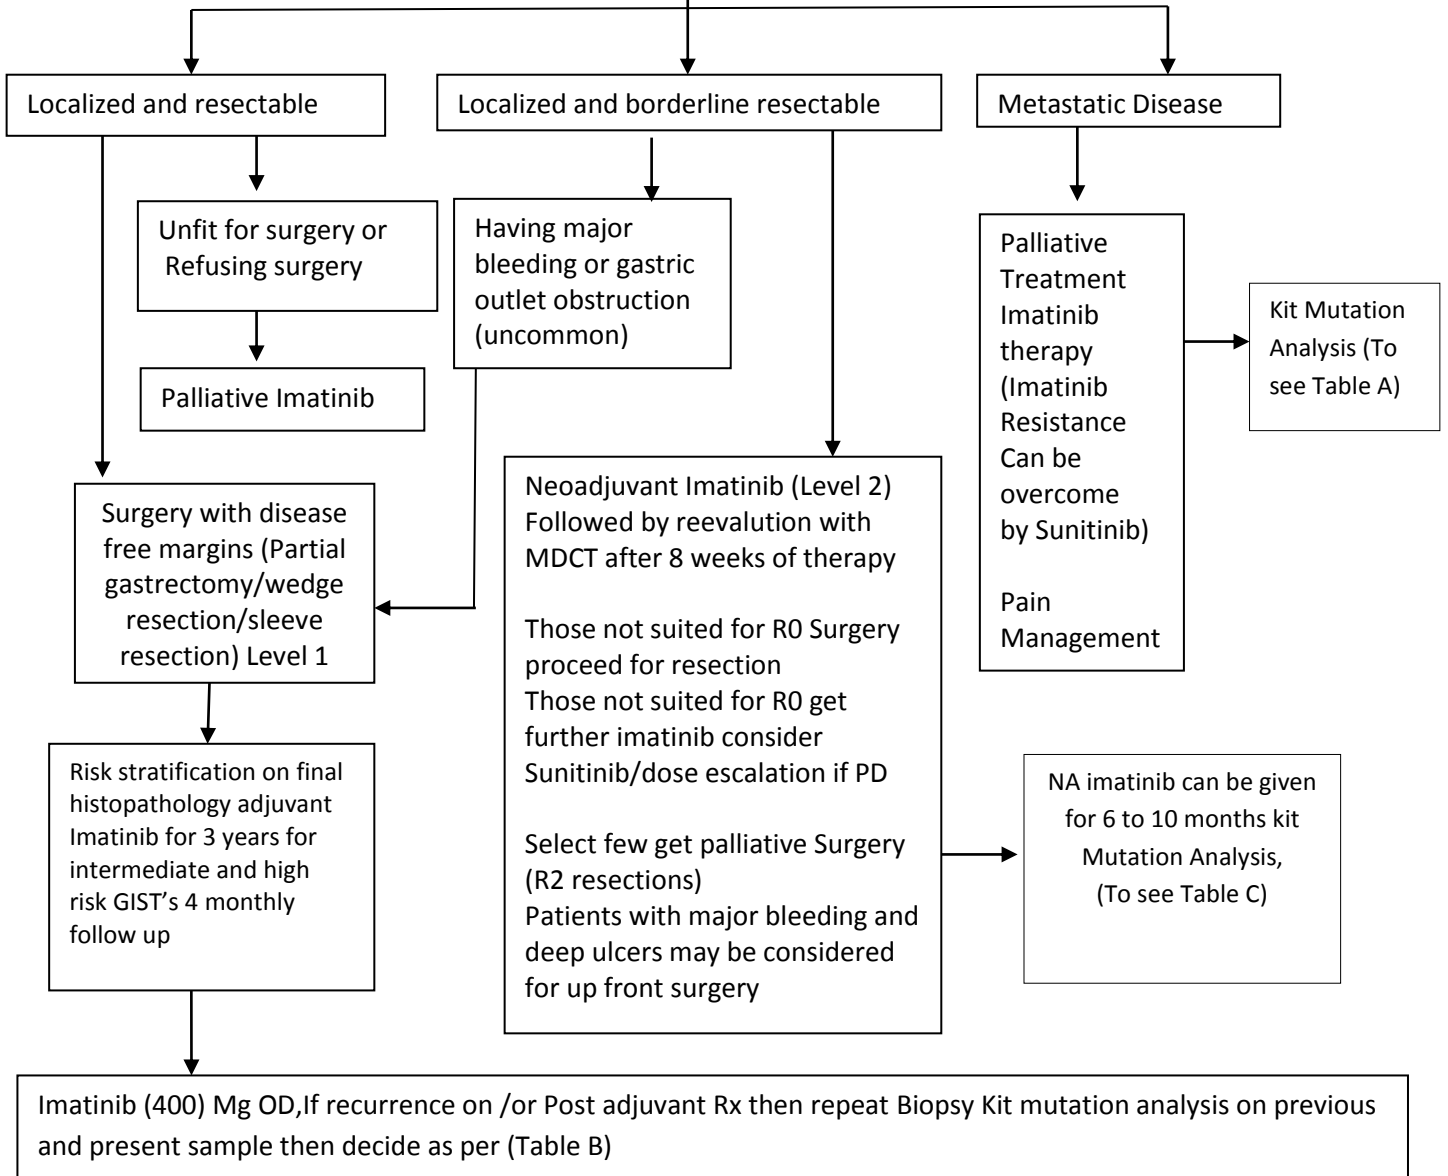 Localized and resectable
Localized and borderline resectable
Metastatic Disease
Unfit for surgery or
Refusing surgery
Palliative Imatinib
Having major
bleeding or gastric
outlet obstruction
(uncommon)
Palliative
Treatment
Imatinib
therapy
(Imatinib
Resistance
Can be
overcome
by Sunitinib)
Pain
Management
Kit Mutation
Analysis (To
see Table A)
Surgery with disease
free margins (Partial
gastrectomy/wedge
resection/sleeve
resection) Level 1
Neoadjuvant Imatinib (Level 2)
Followed by reevalution with
MDCT after 8 weeks of therapy
Those not suited for R0 Surgery
proceed for resection
Those not suited for R0 get
further imatinib consider
Sunitinib/dose escalation if PD
Select few get palliative Surgery
(R2 resections)
Patients with major bleeding and
deep ulcers may be considered
for up front surgery
Risk stratification on final
histopathology adjuvant
Imatinib for 3 years for
intermediate and high
risk GIST’s 4 monthly
follow up
NA imatinib can be given
for 6 to 10 months kit
Mutation Analysis,
(To see Table C)
Imatinib (400) Mg OD,If recurrence on /or Post adjuvant Rx then repeat Biopsy Kit mutation analysis on previous
and present sample then decide as per (Table B)